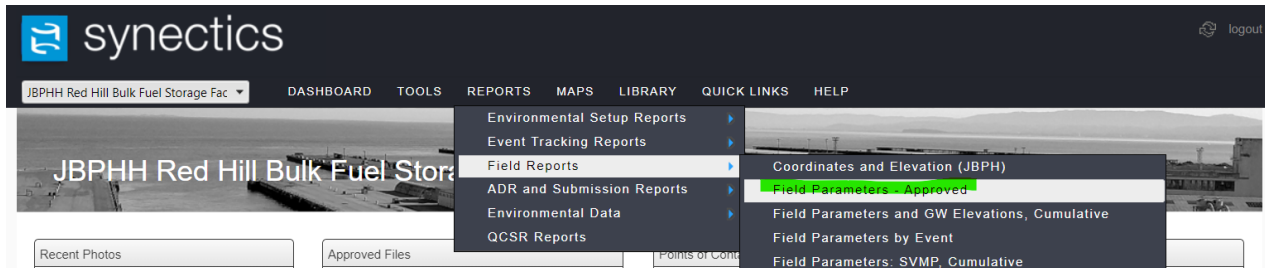 synectics
logout
JBPHH Red Hill Bulk Fuel Storage Fac
DASHBOARD TOOLS REPORTS MAPS LIBRARY QUICK LINKS HELP
Environmental Setup Reports
Event Tracking Reports
Field Reports
ADR and Submission Reports
Environmental Data
QCSR Reports
Coordinates and Elevation (JBPH)
Field Parameters - Approved
Field Parameters and GW Elevations, Cumulative
Field Parameters by Event
Field Parameters: SVMP, Cumulative
JBPHH Red Hill Bulk Fuel Stora
Recent Photos
Approved Files
Points of Conta